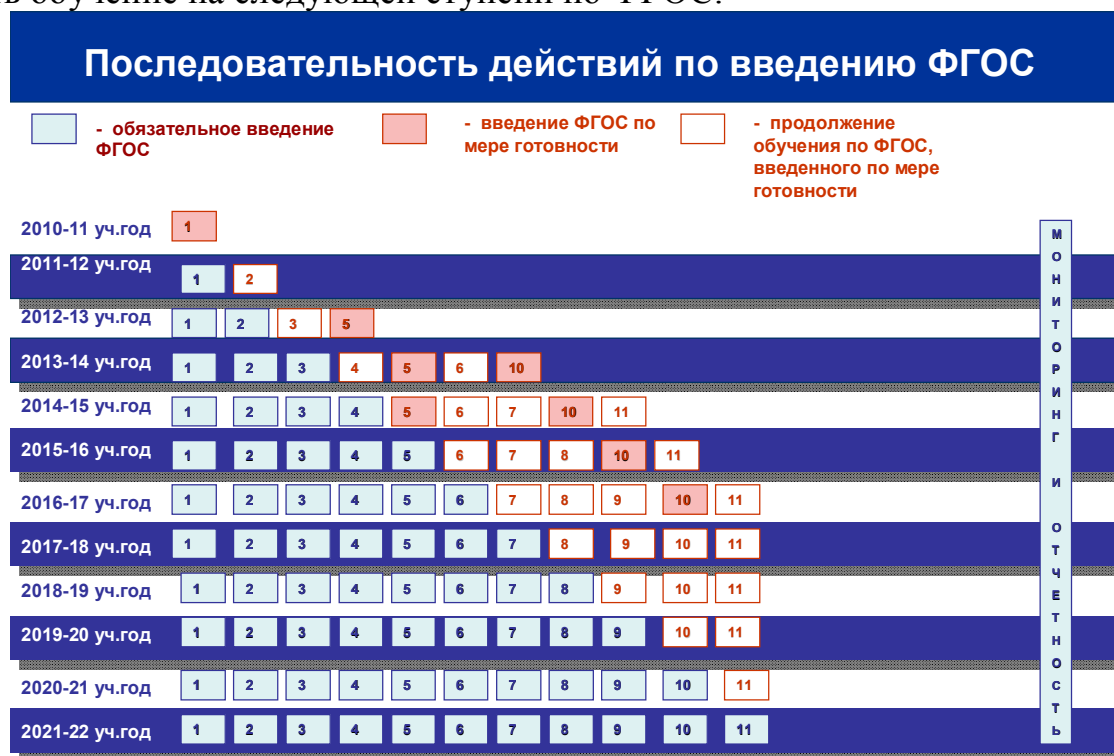 ь обучение на следующей ступени по ФГОС.
Последовательность действий по введению ФГОС
- обязательное введение
ФГОС
- введение ФГОС по
мере готовности
- продолжение
обучения по ФГОС,
введенного по мере
готовности
2010-11 уч.год 1
2011-12 уч.год 1 2
2012-13 уч.год 1 2 3 5
2013-14 уч.год 1 2 3 4 5 6 10
2014-15 уч.год 1 2 3 4 5 6 7 10 11
2015-16 уч.год 1 2 3 4 5 6 7 8 10 11
2016-17 уч.год 1 2 3 4 5 6 7 8 9 10 11
2017-18 уч.год 1 2 3 4 5 6 7 8 9 10 11
2018-19 уч.год 1 2 3 4 5 6 7 8 9 10 11
2019-20 уч.год 1 2 3 4 5 6 7 8 9 10 11
2020-21 уч.год 1 2 3 4 5 6 7 8 9 10 11
2021-22 уч.год 1 2 3 4 5 6 7 8 9 10 11
МОНИТОРИНГ И ОТЧЕТНОСТЬ